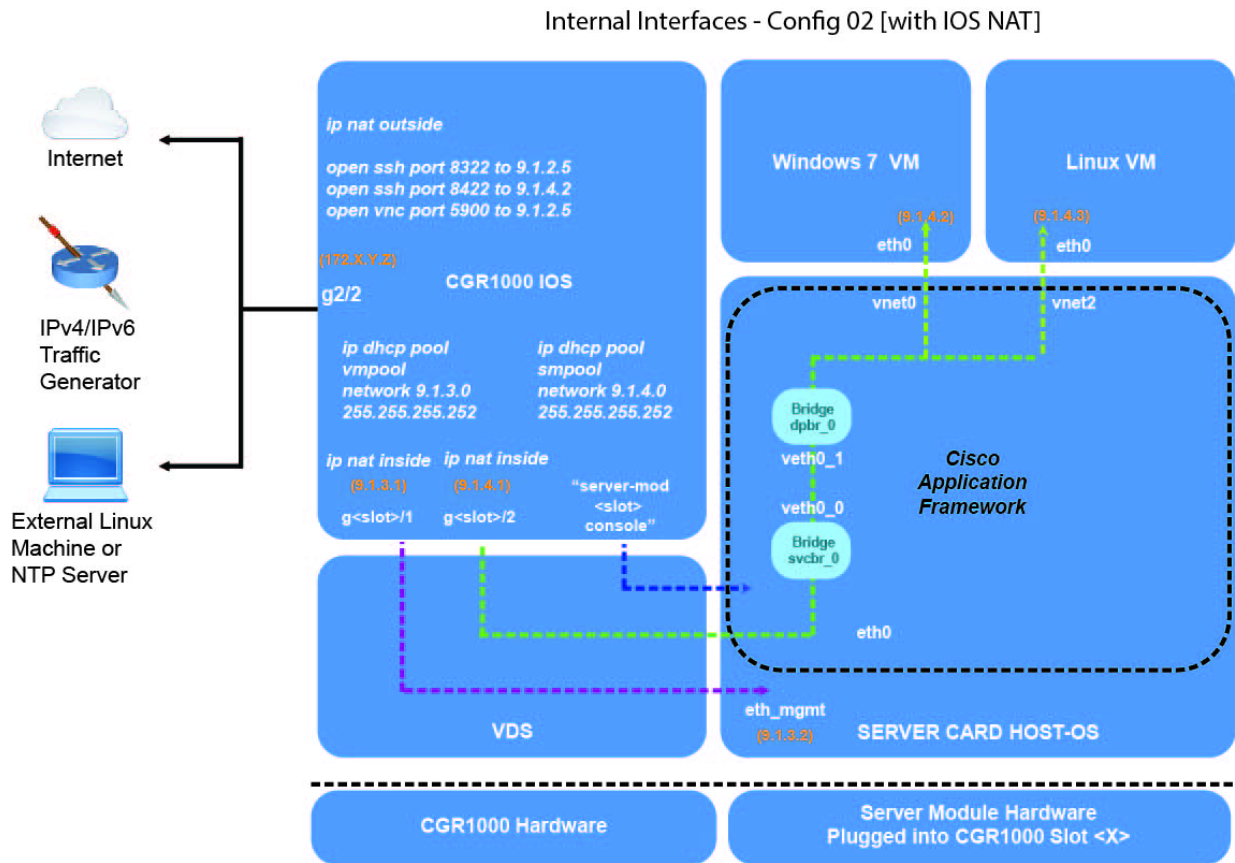 Internal Interfaces - Config 02 [with IOS NAT]
Internet
IPv4/IPv6
Traffic
Generator
External Linux
Machine or
NTP Server
ip nat outside
open ssh port 8322 to 9.1.2.5
open ssh port 8422 to 9.1.4.2
open vnc port 5900 to 9.1.2.5
(172.X.Y.Z)
g2/2
CGR1000 IOS
ip dhcp pool
vmpool
network 9.1.3.0
255.255.255.252
ip dhcp pool
smpool
network 9.1.4.0
255.255.255.252
ip nat inside
(9.1.3.1)
g<slot>/1
ip nat inside
(9.1.4.1)
g<slot>/2
“server-mod
<slot>
console”
VDS
Windows 7 VM
(9.1.4.2)
eth0
Linux VM
(9.1.4.3)
eth0
vnet0
vnet2
Bridge
dpbr_0
veth0_1
veth0_0
Bridge
svcbr_0
Cisco
Application
Framework
eth0
eth_mgmt
(9.1.3.2)
SERVER CARD HOST-OS
CGR1000 Hardware
Server Module Hardware
Plugged into CGR1000 Slot <X>